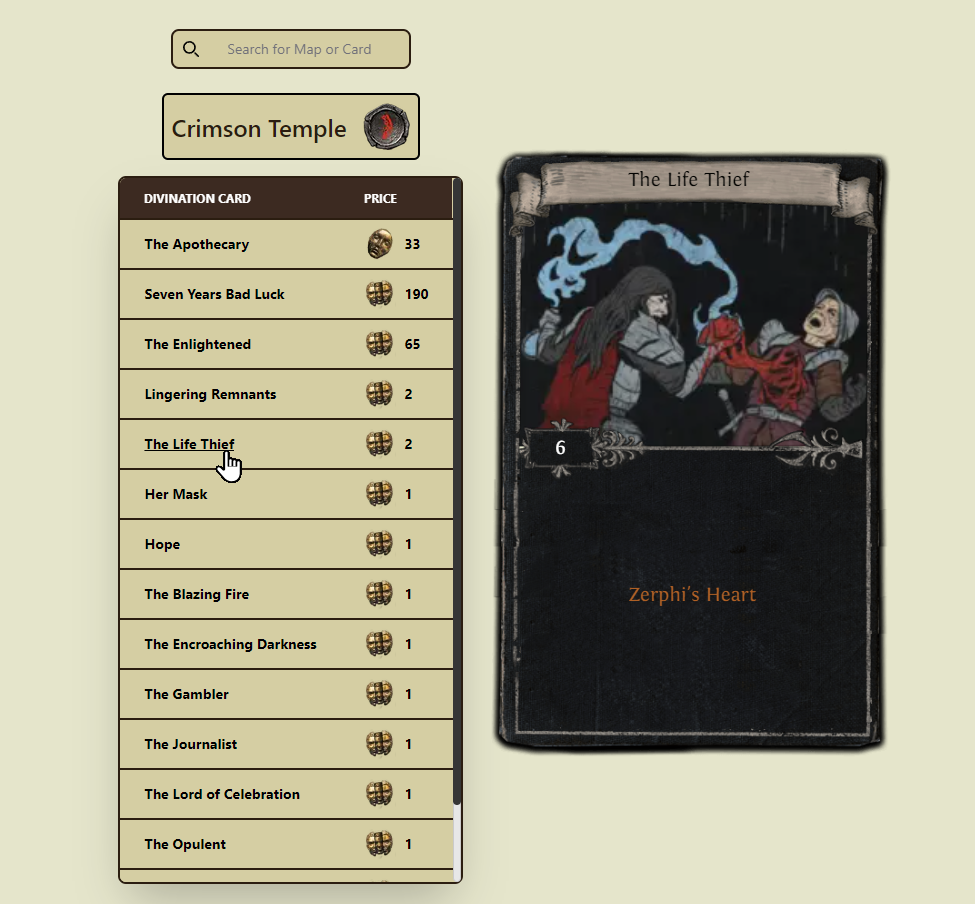 Search for Map or Card
Crimson Temple
DIVINATION CARD PRICE
The Apothecary 33
Seven Years Bad Luck 190
The Enlightened 65
Lingering Remnants 2
The Life Thief 2
Her Mask 1
Hope 1
The Blazing Fire 1
The Encroaching Darkness 1
The Gambler 1
The Journalist 1
The Lord of Celebration 1
The Opulent 1
The Life Thief
6
Zerphi's Heart